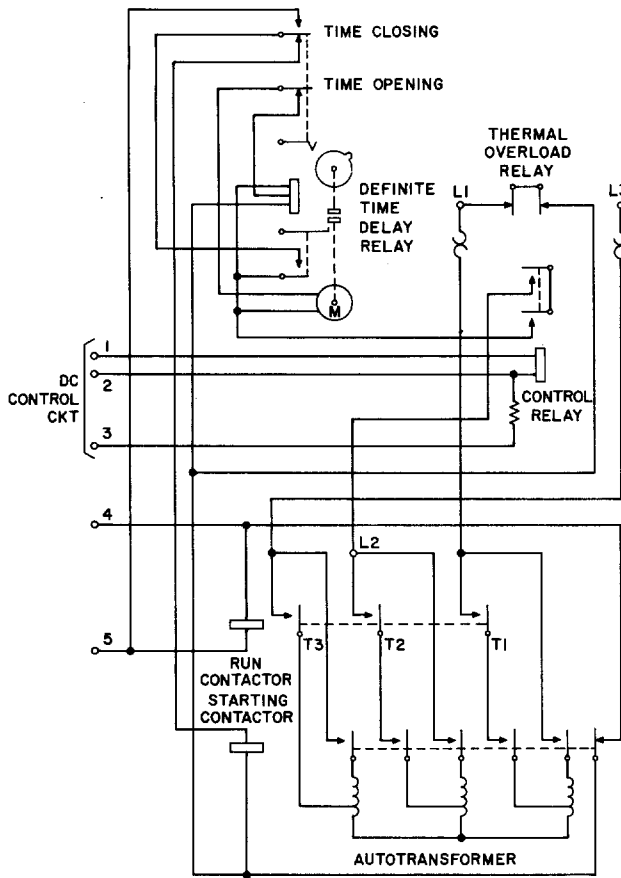 TIME CLOSING
TIME OPENING
THERMAL
OVERLOAD
RELAY
L1
L3
DEFINITE
TIME
DELAY
RELAY
M
1
2
3
DC
CONTROL
CKT
CONTROL
RELAY
4
L2
5
T3
T2
T1
RUN
CONTACTOR
STARTING
CONTACTOR
AUTOTRANSFORMER